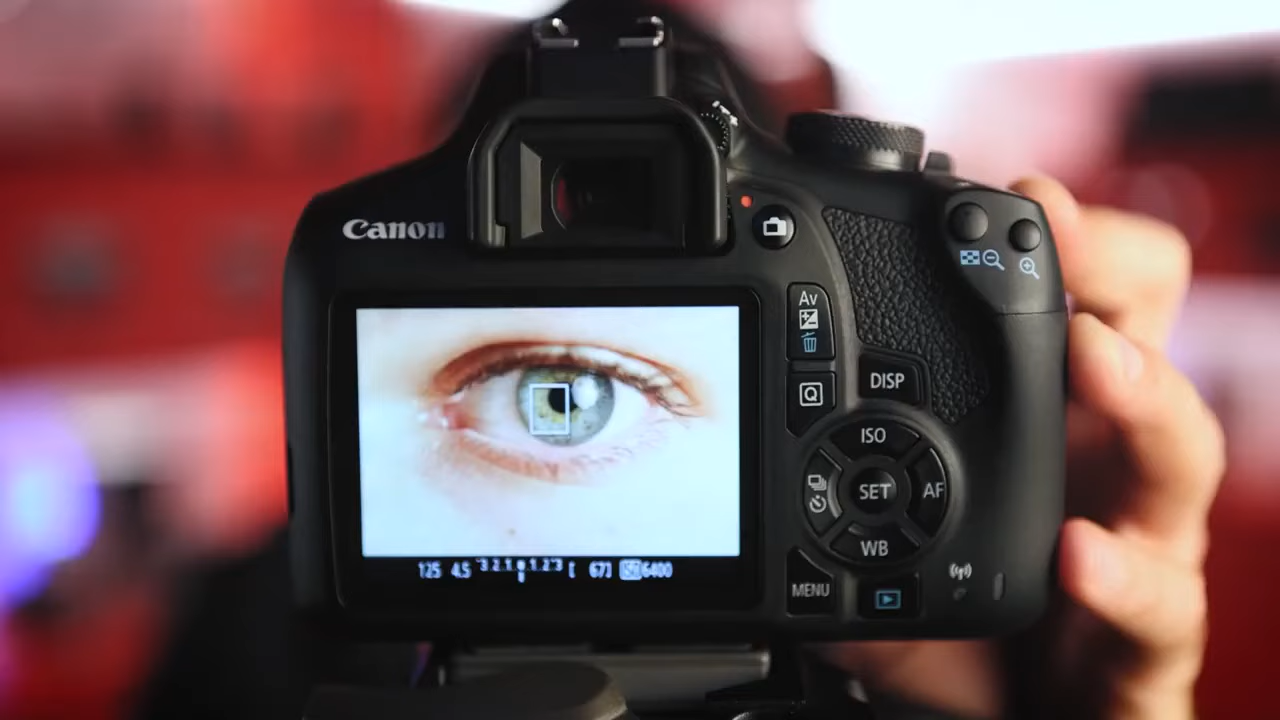 Canon
Av
Q
DISP
ISO
SET
AF
WB
MENU
125 4.5 3..2..1..0..1..2..3 [ 67] ISO 6400